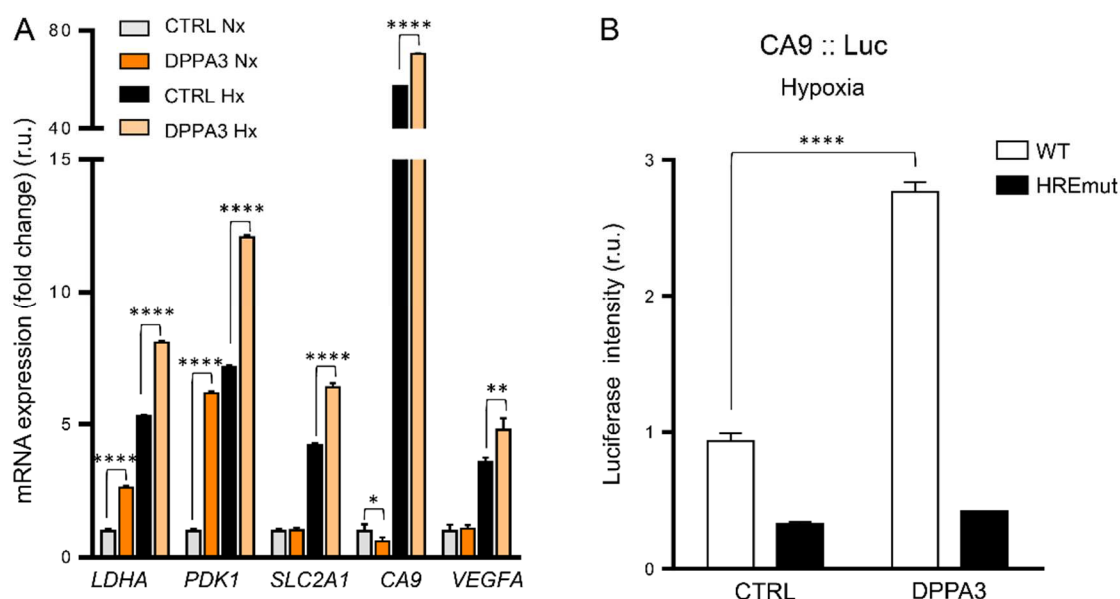 A
CTRL Nx
DPPA3 Nx
CTRL Hx
DPPA3 Hx
mRNA expression (fold change) (r.u.)
80
40
15
10
5
0
****
****
****
****
****
*
****
**
LDHA
PDK1
SLC2A1
CA9
VEGFA
B
CA9 :: Luc
Hypoxia
WT
HREmut
Luciferase intensity (r.u.)
3
2
1
0
****
CTRL
DPPA3